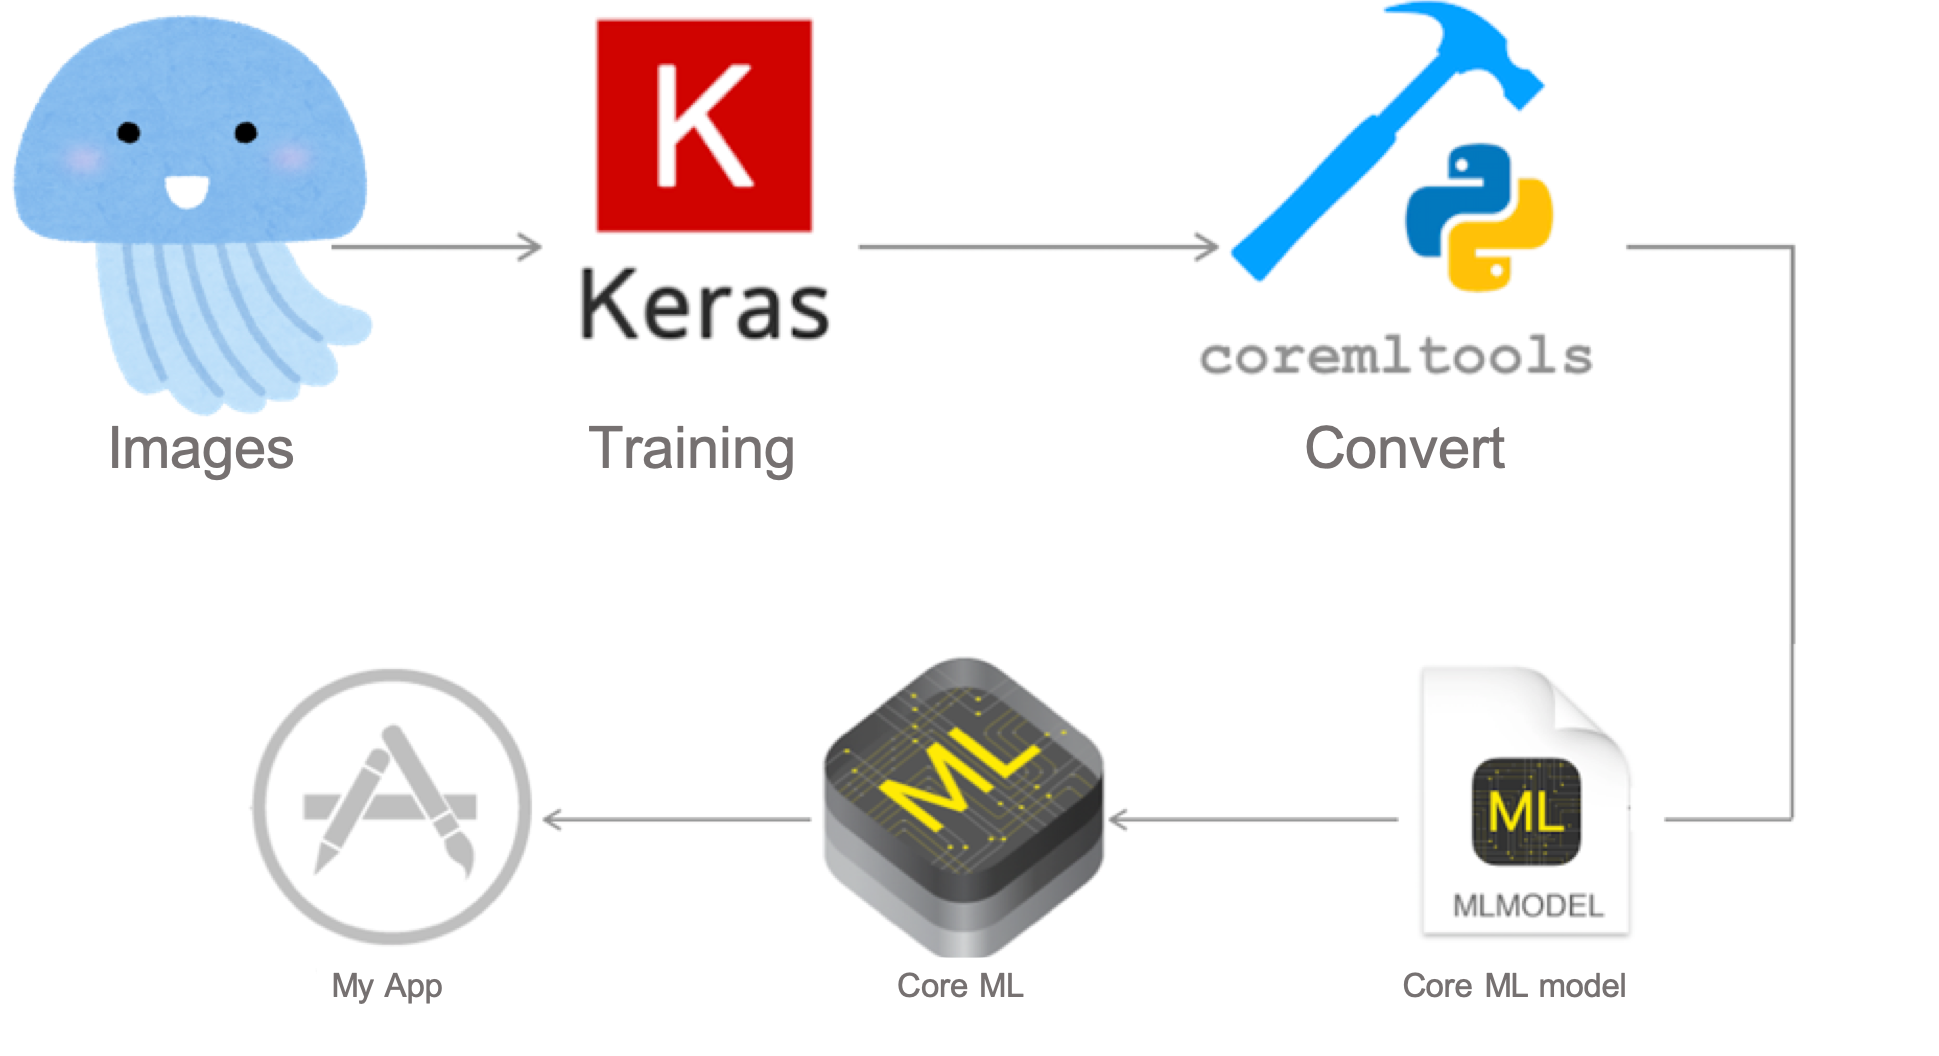 K
Keras
coremltools
Images
Training
Convert
ML
ML
MLMODEL
My App
Core ML
Core ML model